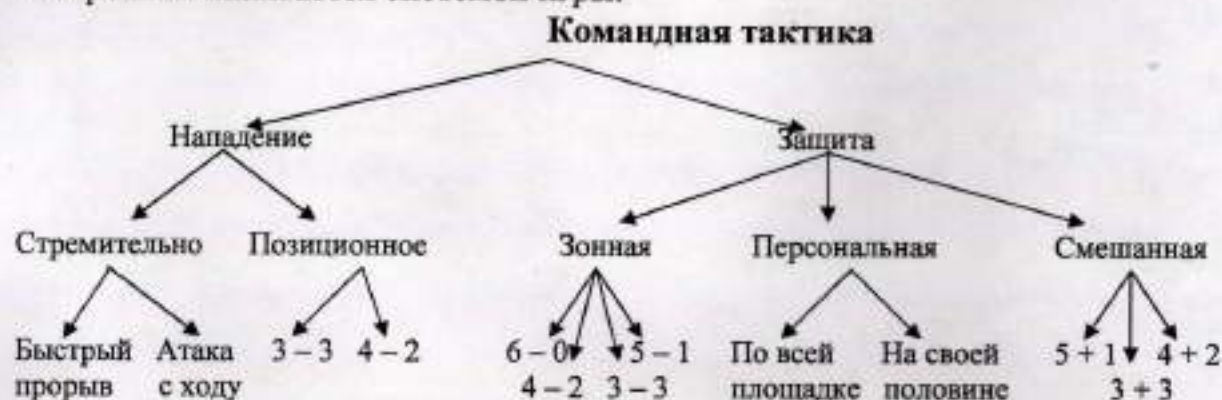 Командная тактика
Нападение Защита
Стремительно Позиционное Зонная Персональная Смешанная
Быстрый Атака 3 – 3 4 – 2 6 – 0 5 – 1 По всей На своей 5 + 1 4 + 2
прорыв с ходу 4 – 2 3 – 3 площадке половине 3 + 3